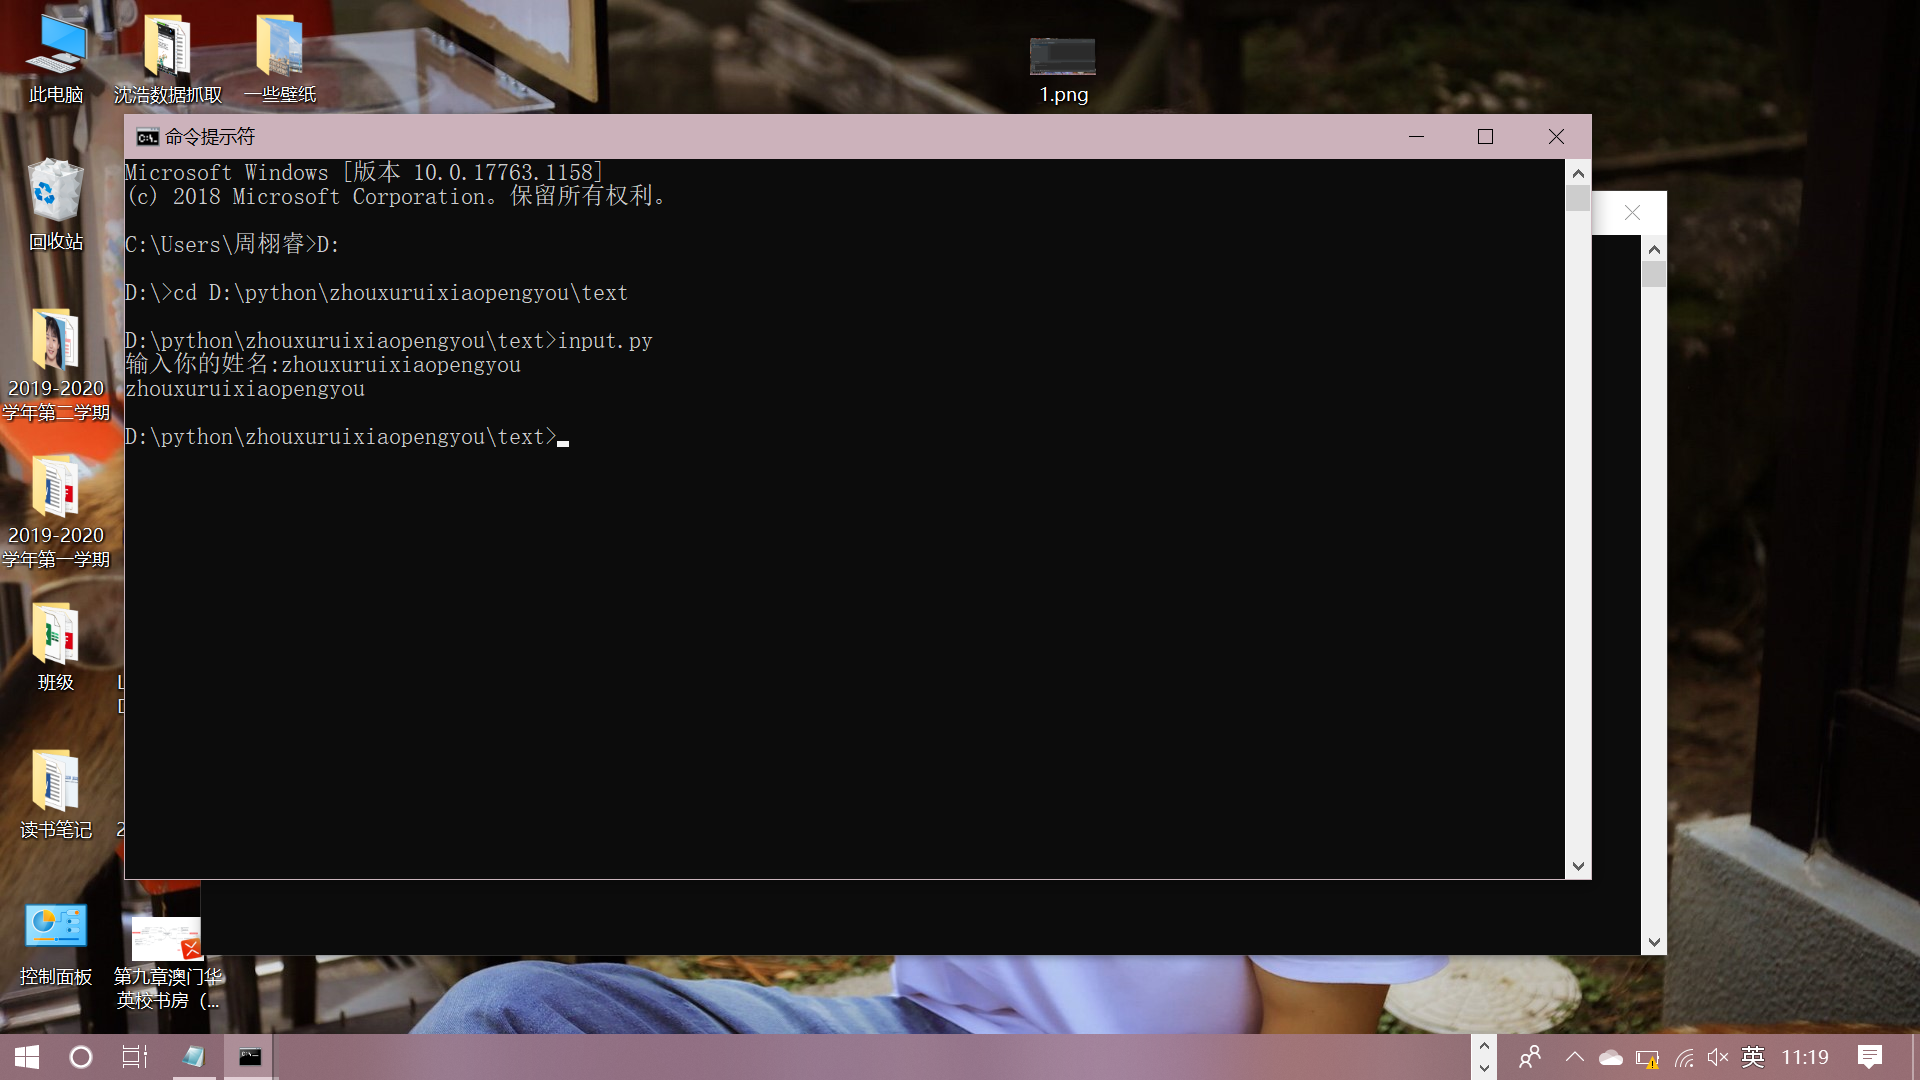 此电脑
沈浩数据抓取
一些壁纸
1.png
命令提示符
Microsoft Windows [版本 10.0.17763.1158]
(c) 2018 Microsoft Corporation。保留所有权利。
C:\Users\周栩睿>D:
D:\>cd D:\python\zhouxuruixiaopengyou\text
D:\python\zhouxuruixiaopengyou\text>input.py
输入你的姓名:zhouxuruixiaopengyou
zhouxuruixiaopengyou
D:\python\zhouxuruixiaopengyou\text>
回收站
2019-2020
学年第二学期
2019-2020
学年第一学期
班级
读书笔记
控制面板
第九章澳门华
英校书房（...
英
11:19